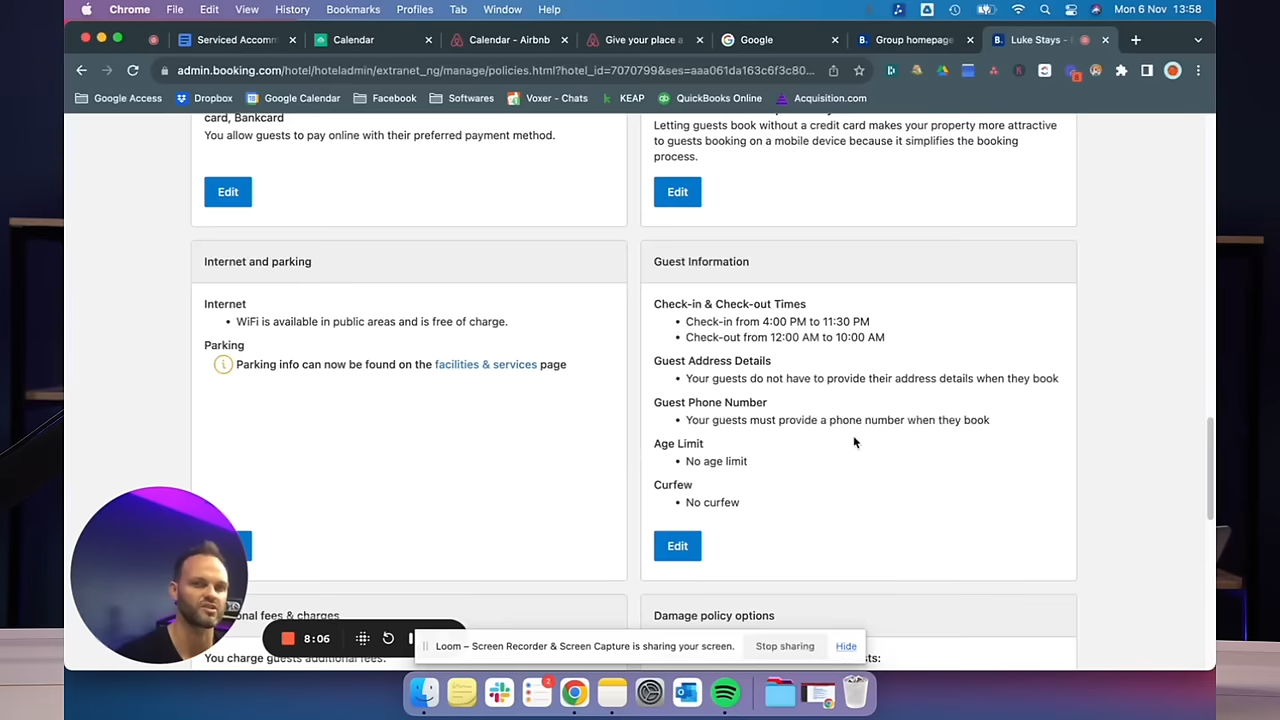 Chrome File Edit View History Bookmarks Profiles Tab Window Help Mon 6 Nov 13:58
Serviced Accomm Calendar Calendar - Airbnb Give your place a Google Group homepage Luke Stays -
admin.booking.com/hotel/hoteladmin/extranet_ng/manage/policies.html?hotel_id=7070799&ses=aaa061da163c6f3c80...
Google Access Dropbox Google Calendar Facebook Softwares Voxer - Chats KEAP QuickBooks Online Acquisition.com
card, Bankcard
You allow guests to pay online with their preferred payment method.
Edit
Letting guests book without a credit card makes your property more attractive
to guests booking on a mobile device because it simplifies the booking
process.
Edit
Internet and parking
Internet
• WiFi is available in public areas and is free of charge.
Parking
Parking info can now be found on the facilities & services page
Guest Information
Check-in & Check-out Times
• Check-in from 4:00 PM to 11:30 PM
• Check-out from 12:00 AM to 10:00 AM
Guest Address Details
• Your guests do not have to provide their address details when they book
Guest Phone Number
• Your guests must provide a phone number when they book
Age Limit
• No age limit
Curfew
• No curfew
Edit
onal fees & charges
You charge guests additional fees.
Damage policy options
sts:
8:06
Loom – Screen Recorder & Screen Capture is sharing your screen. Stop sharing Hide
2